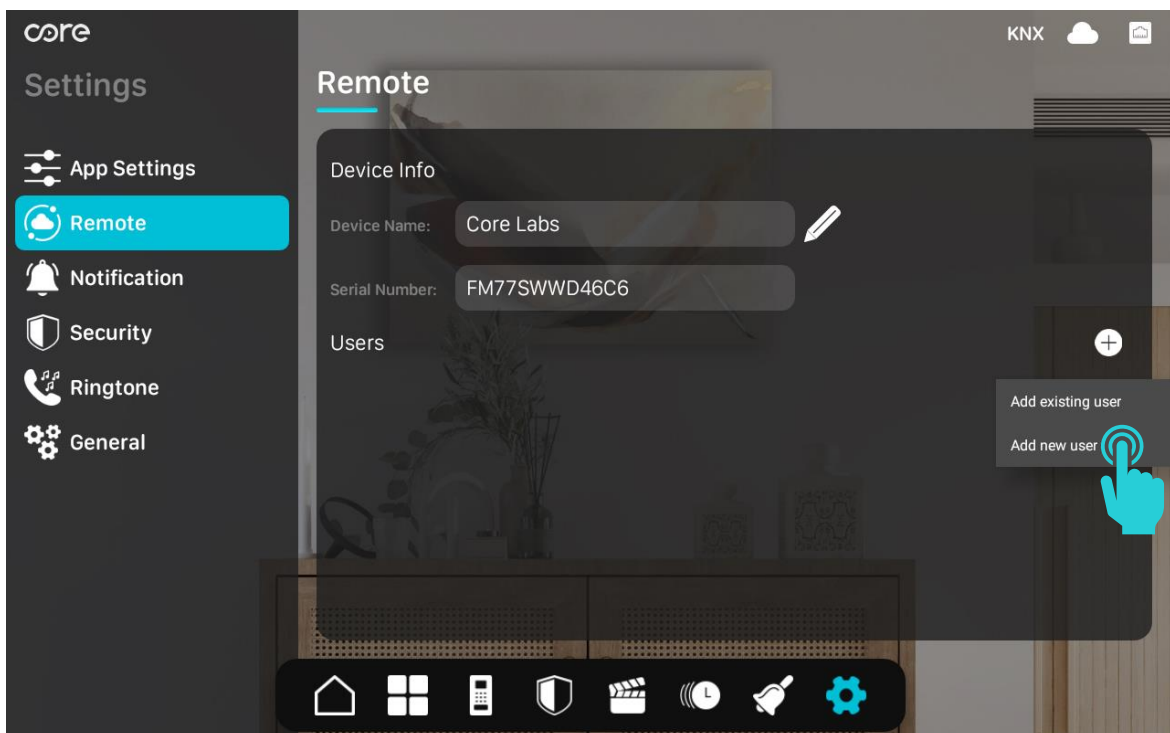 core
KNX
Settings
Remote
App Settings
Remote
Notification
Security
Ringtone
General
Device Info
Device Name: Core Labs
Serial Number: FM77SWWD46C6
Users
Add existing user
Add new user